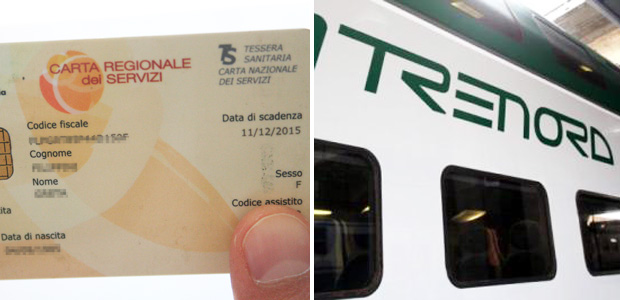 CARTA REGIONALE
dei SERVIZI
TS TESSERA
SANITARIA
CARTA NAZIONALE
DEI SERVIZI
Codice fiscale
Cognome
Nome
Data di nascita
Data di scadenza
11/12/2015
Sesso
F
Codice assistito
TRENORD